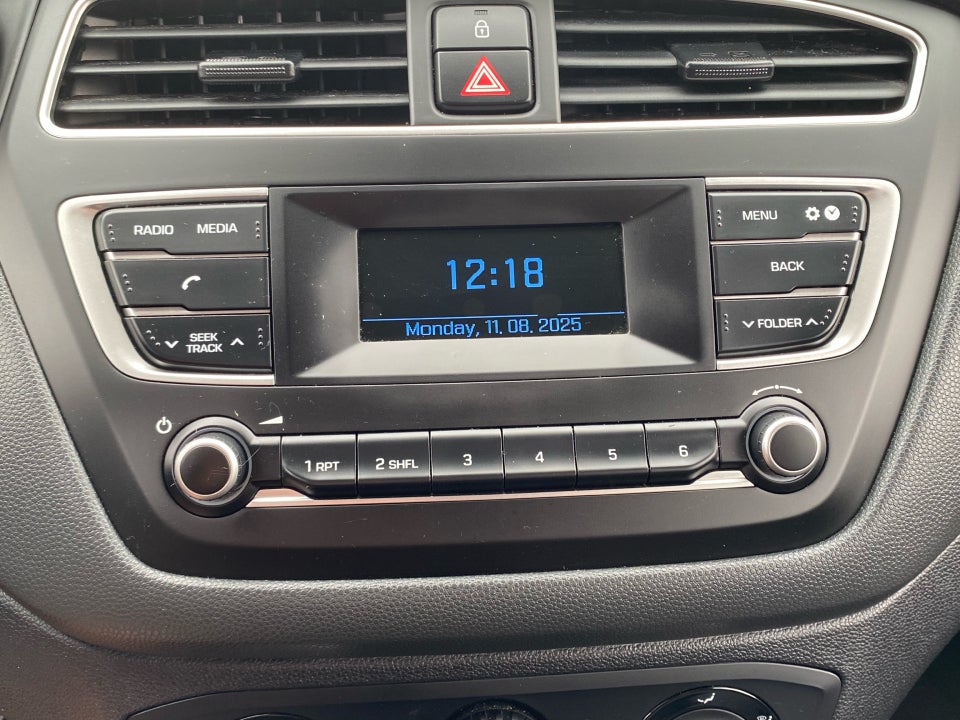 RADIO MEDIA
MENU
12:18
BACK
SEEK
TRACK
FOLDER
Monday, 11. 08. 2025
1 RPT 2 SHFL 3 4 5 6